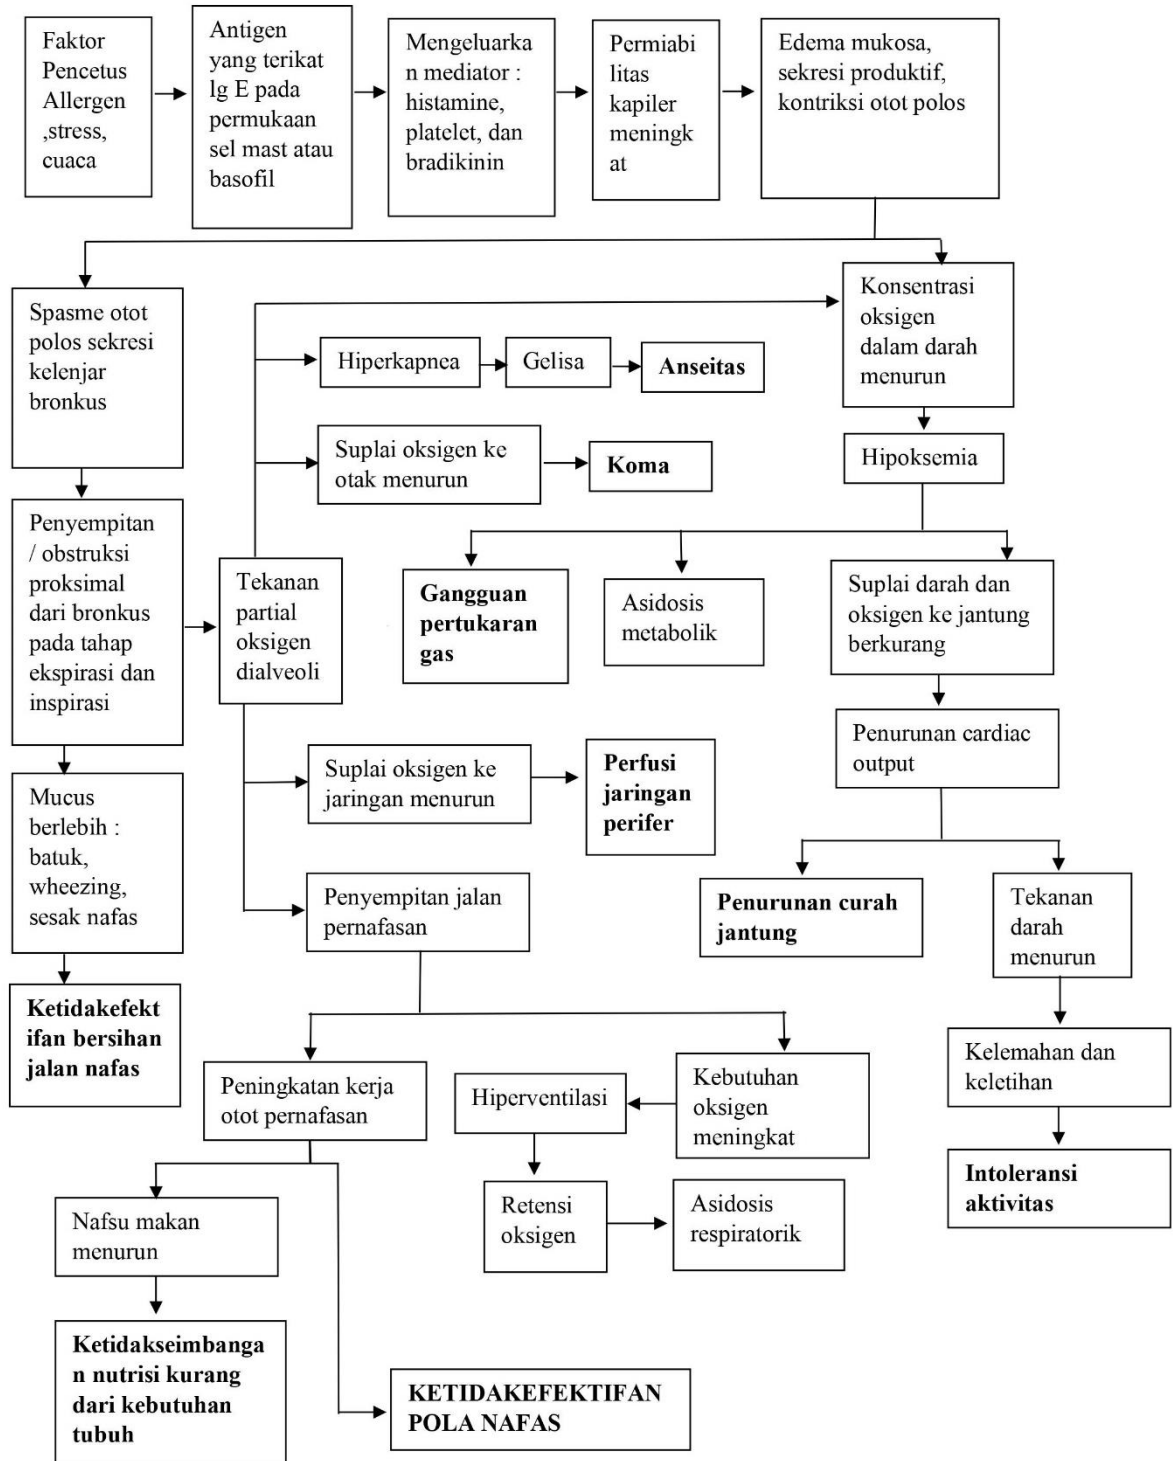 Faktor
Pencetus
Allergen
,stress,
cuaca
Antigen
yang terikat
Ig E pada
permukaan
sel mast atau
basofil
Mengeluarka
n mediator :
histamine,
platelet, dan
bradikinin
Permiabi
litas
kapiler
meningk
at
Edema mukosa,
sekresi produktif,
kontriksi otot polos
Spasme otot
polos sekresi
kelenjar
bronkus
Konsentrasi
oksigen
dalam darah
menurun
Hiperkapnea
Gelisa
Anseitas
Suplai oksigen ke
otak menurun
Koma
Hipoksemia
Penyempitan
/ obstruksi
proksimal
dari bronkus
pada tahap
ekspirasi dan
inspirasi
Tekanan
partial
oksigen
dialveoli
Gangguan
pertukaran
gas
Asidosis
metabolik
Suplai darah dan
oksigen ke jantung
berkurang
Penurunan cardiac
output
Suplai oksigen ke
jaringan menurun
Perfusi
jaringan
perifer
Mucus
berlebih :
batuk,
wheezing,
sesak nafas
Penyempitan jalan
pernafasan
Penurunan curah
jantung
Tekanan
darah
menurun
Ketidakefekt
ifan bersihan
jalan nafas
Peningkatan kerja
otot pernafasan
Hiperventilasi
Kebutuhan
oksigen
meningkat
Kelemahan dan
keletihan
Retensi
oksigen
Asidosis
respiratorik
Intoleransi
aktivitas
Nafsu makan
menurun
Ketidakseimbanga
n nutrisi kurang
dari kebutuhan
tubuh
KETIDAKEFEKTIFAN
POLA NAFAS